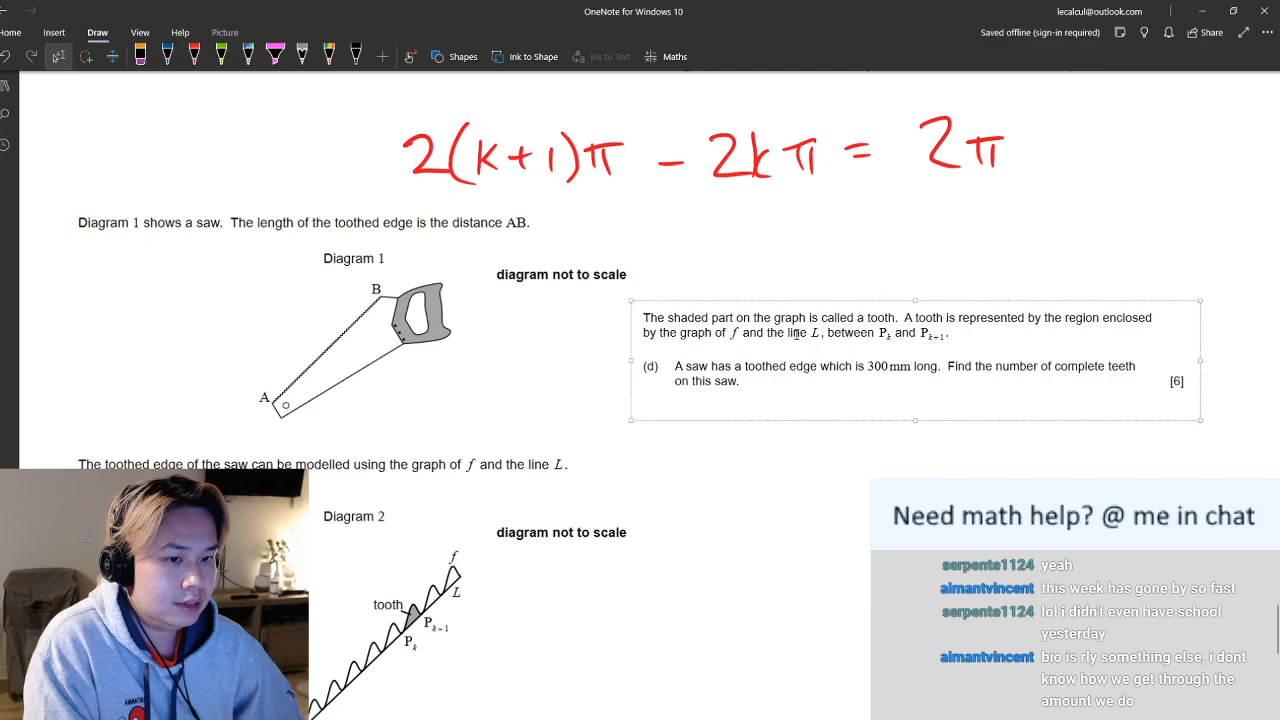 OneNote for Windows 10
lecalcul@outlook.com
Home Insert Draw View Help Picture
Saved offline (sign-in required)
Share
Shapes
Ink to Shape
Ink to Text
Maths
2(k+1)π - 2kπ = 2π
Diagram 1 shows a saw. The length of the toothed edge is the distance AB.
Diagram 1
diagram not to scale
B
A
The shaded part on the graph is called a tooth. A tooth is represented by the region enclosed
by the graph of f and the line L, between Pk and Pk+1.
(d) A saw has a toothed edge which is 300 mm long. Find the number of complete teeth
on this saw.
[6]
The toothed edge of the saw can be modelled using the graph of f and the line L.
Diagram 2
diagram not to scale
f
L
tooth
Pk+1
Pk
Need math help? @ me in chat
serpente1124 yeah
aimantvincent this week has gone by so fast
serpente1124 lol i didn't even have school
yesterday
aimantvincent bio is rly something else, i dont
know how we get through the
amount we do